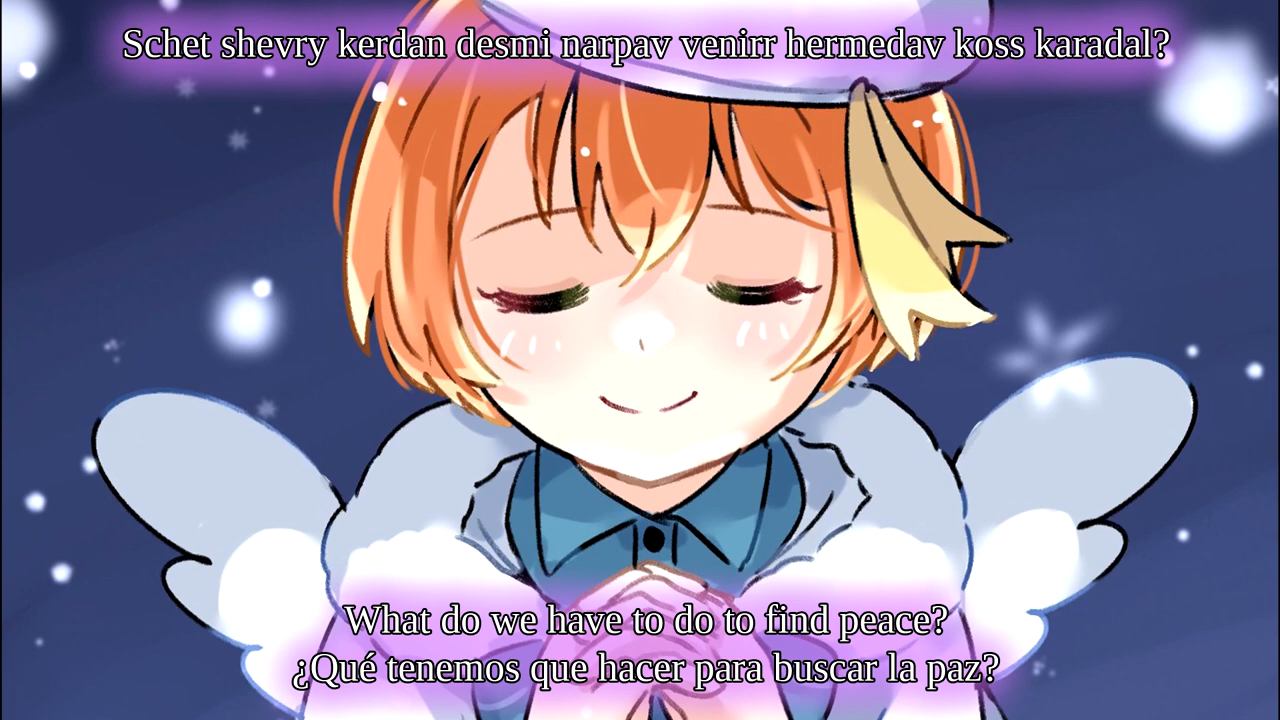 Schet shevry kerdan desmi narpav venirr hermedav koss karadal?
What do we have to do to find peace?
¿Qué tenemos que hacer para buscar la paz?